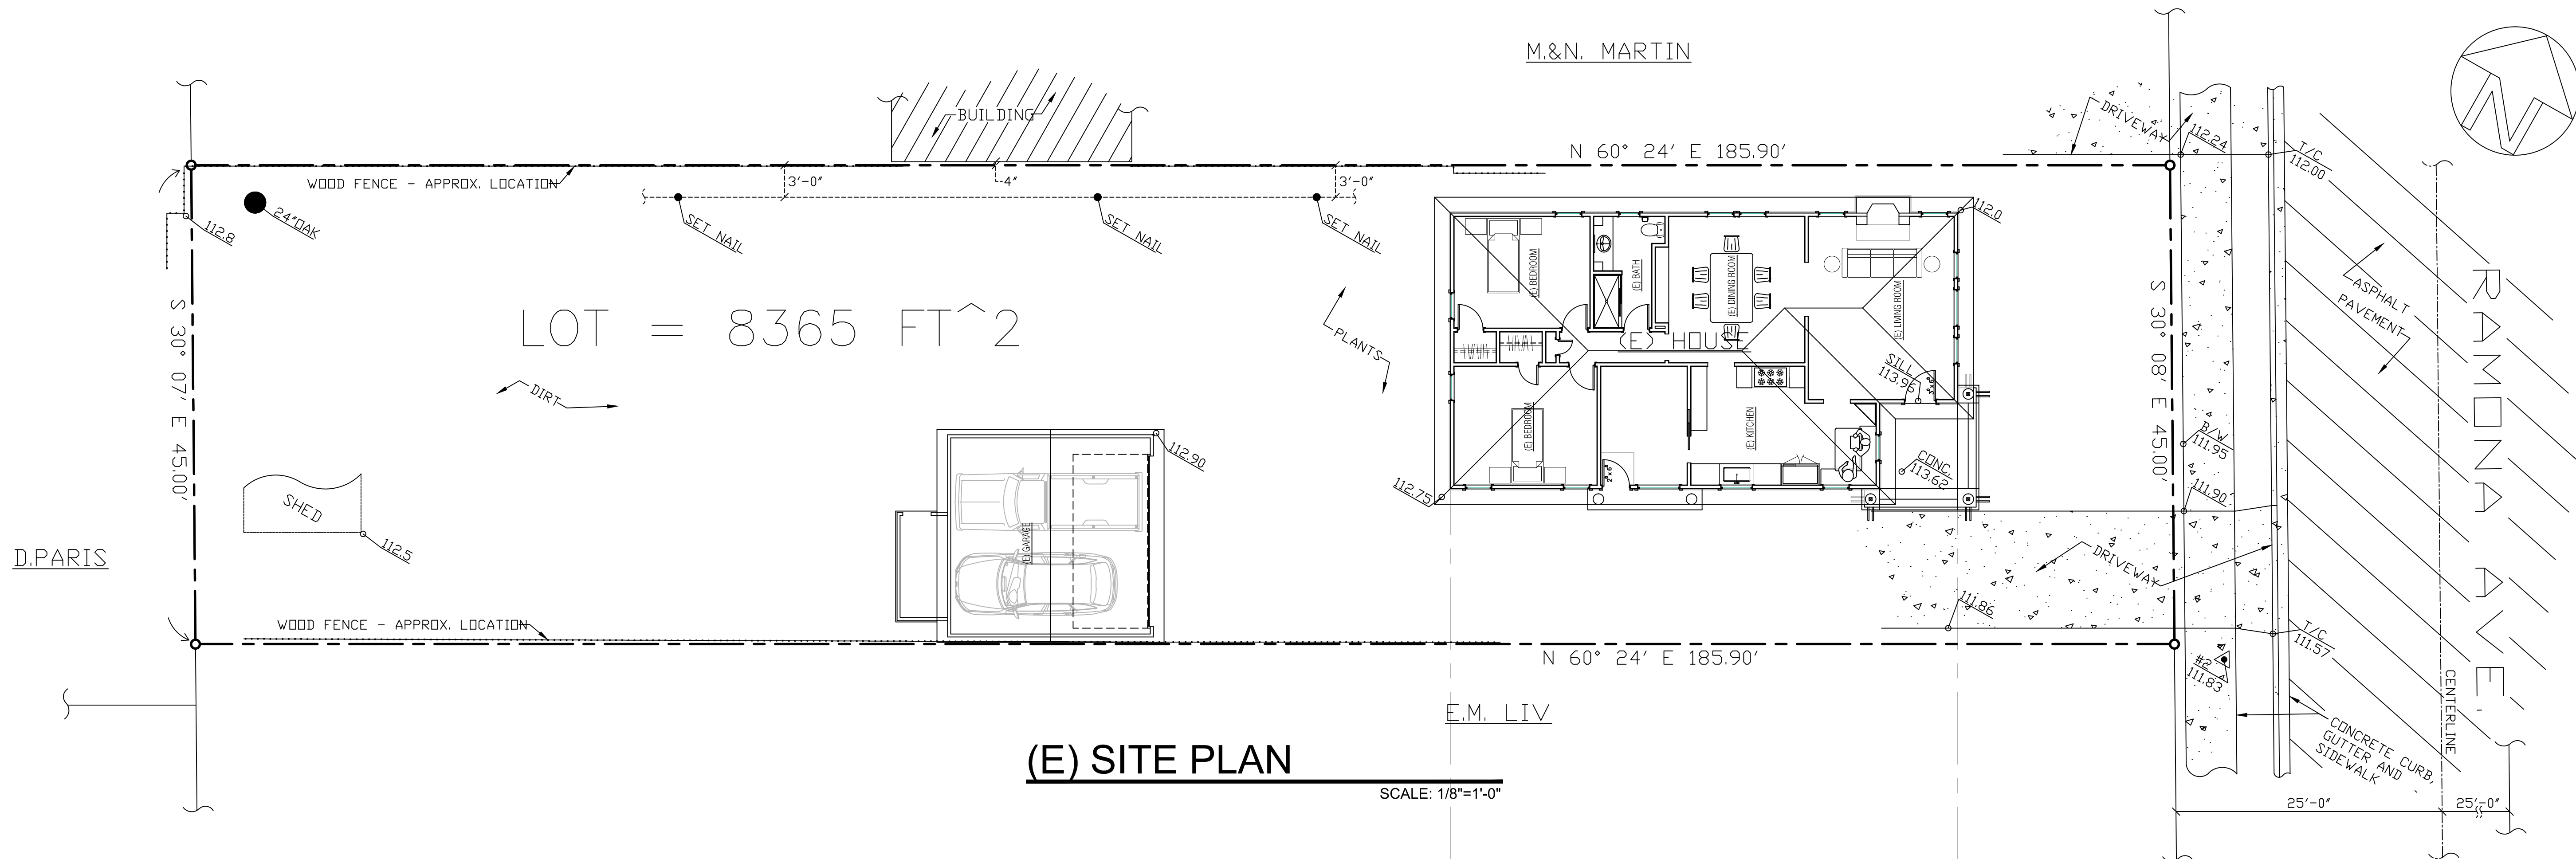 M.&N. MARTIN
BUILDING
DRIVEWAY
112.24
T/C
112.00
N 60° 24' E 185.90'
WOOD FENCE - APPROX. LOCATION
3'-0"
4"
3'-0"
24"OAK
112.8
SET NAIL
SET NAIL
SET NAIL
112.0
(E) BEDROOM
(E) BATH
(E) DINING ROOM
(E) LIVING ROOM
ASPHALT
PAVEMENT
RAMONA AVE.
S 30° 07' E 45.00'
S 30° 08' E 45.00'
LOT = 8365 FT^2
PLANTS
(E) HOUSE
SILL
113.96
DIRT
(E) BEDROOM
(E) KITCHEN
B/W
111.95
112.90
CONC.
113.62
112.75
111.90'
SHED
112.5
(E) GARAGE
D.PARIS
DRIVEWAY
111.86
WOOD FENCE - APPROX. LOCATION
T/C
111.57
N 60° 24' E 185.90'
#2
111.83
CENTERLINE
E.M. LIV
CONCRETE CURB,
GUTTER AND
SIDEWALK
(E) SITE PLAN
SCALE: 1/8"=1'-0"
25'-0"
25'-0"
N